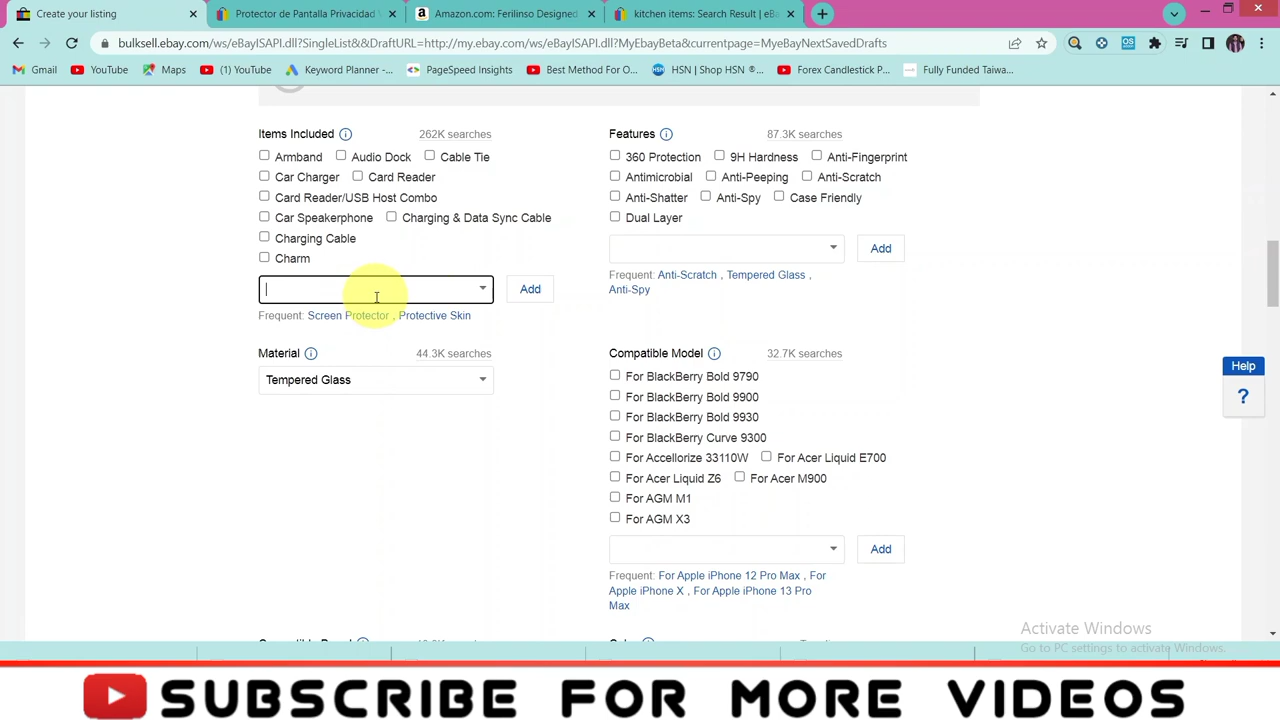 Create your listing
Protector de Pantalla Privacidad
Amazon.com: Ferilinso Designed
kitchen items: Search Result | eB
bulksell.ebay.com/ws/eBayISAPI.dll?SingleList&&DraftURL=http://my.ebay.com/ws/eBayISAPI.dll?MyEbayBeta&currentpage=MyeBayNextSavedDrafts
Gmail YouTube Maps (1) YouTube Keyword Planner -... PageSpeed Insights Best Method For O... HSN | Shop HSN ®... Forex Candlestick P... Fully Funded Taiwa...
Items Included 262K searches
Armband Audio Dock Cable Tie
Car Charger Card Reader
Card Reader/USB Host Combo
Car Speakerphone Charging & Data Sync Cable
Charging Cable
Charm
Add
Frequent: Screen Protector , Protective Skin
Features 87.3K searches
360 Protection 9H Hardness Anti-Fingerprint
Antimicrobial Anti-Peeping Anti-Scratch
Anti-Shatter Anti-Spy Case Friendly
Dual Layer
Add
Frequent: Anti-Scratch , Tempered Glass ,
Anti-Spy
Material 44.3K searches
Tempered Glass
Compatible Model 32.7K searches
For BlackBerry Bold 9790
For BlackBerry Bold 9900
For BlackBerry Bold 9930
For BlackBerry Curve 9300
For Accellorize 33110W For Acer Liquid E700
For Acer Liquid Z6 For Acer M900
For AGM M1
For AGM X3
Add
Frequent: For Apple iPhone 12 Pro Max , For
Apple iPhone X , For Apple iPhone 13 Pro
Max
Help
?
Activate Windows
Go to PC settings to activate Windows.
SUBSCRIBE FOR MORE VIDEOS